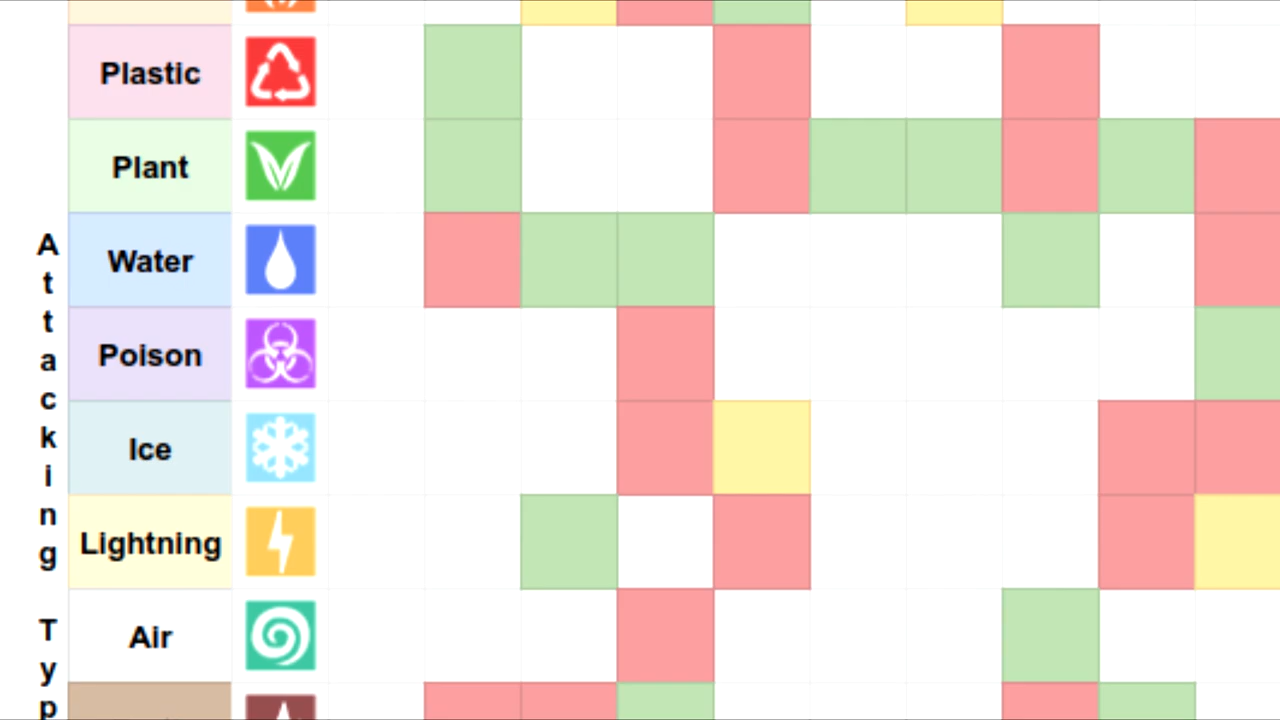 Attacking Typ
Plastic
Plant
Water
Poison
Ice
Lightning
Air